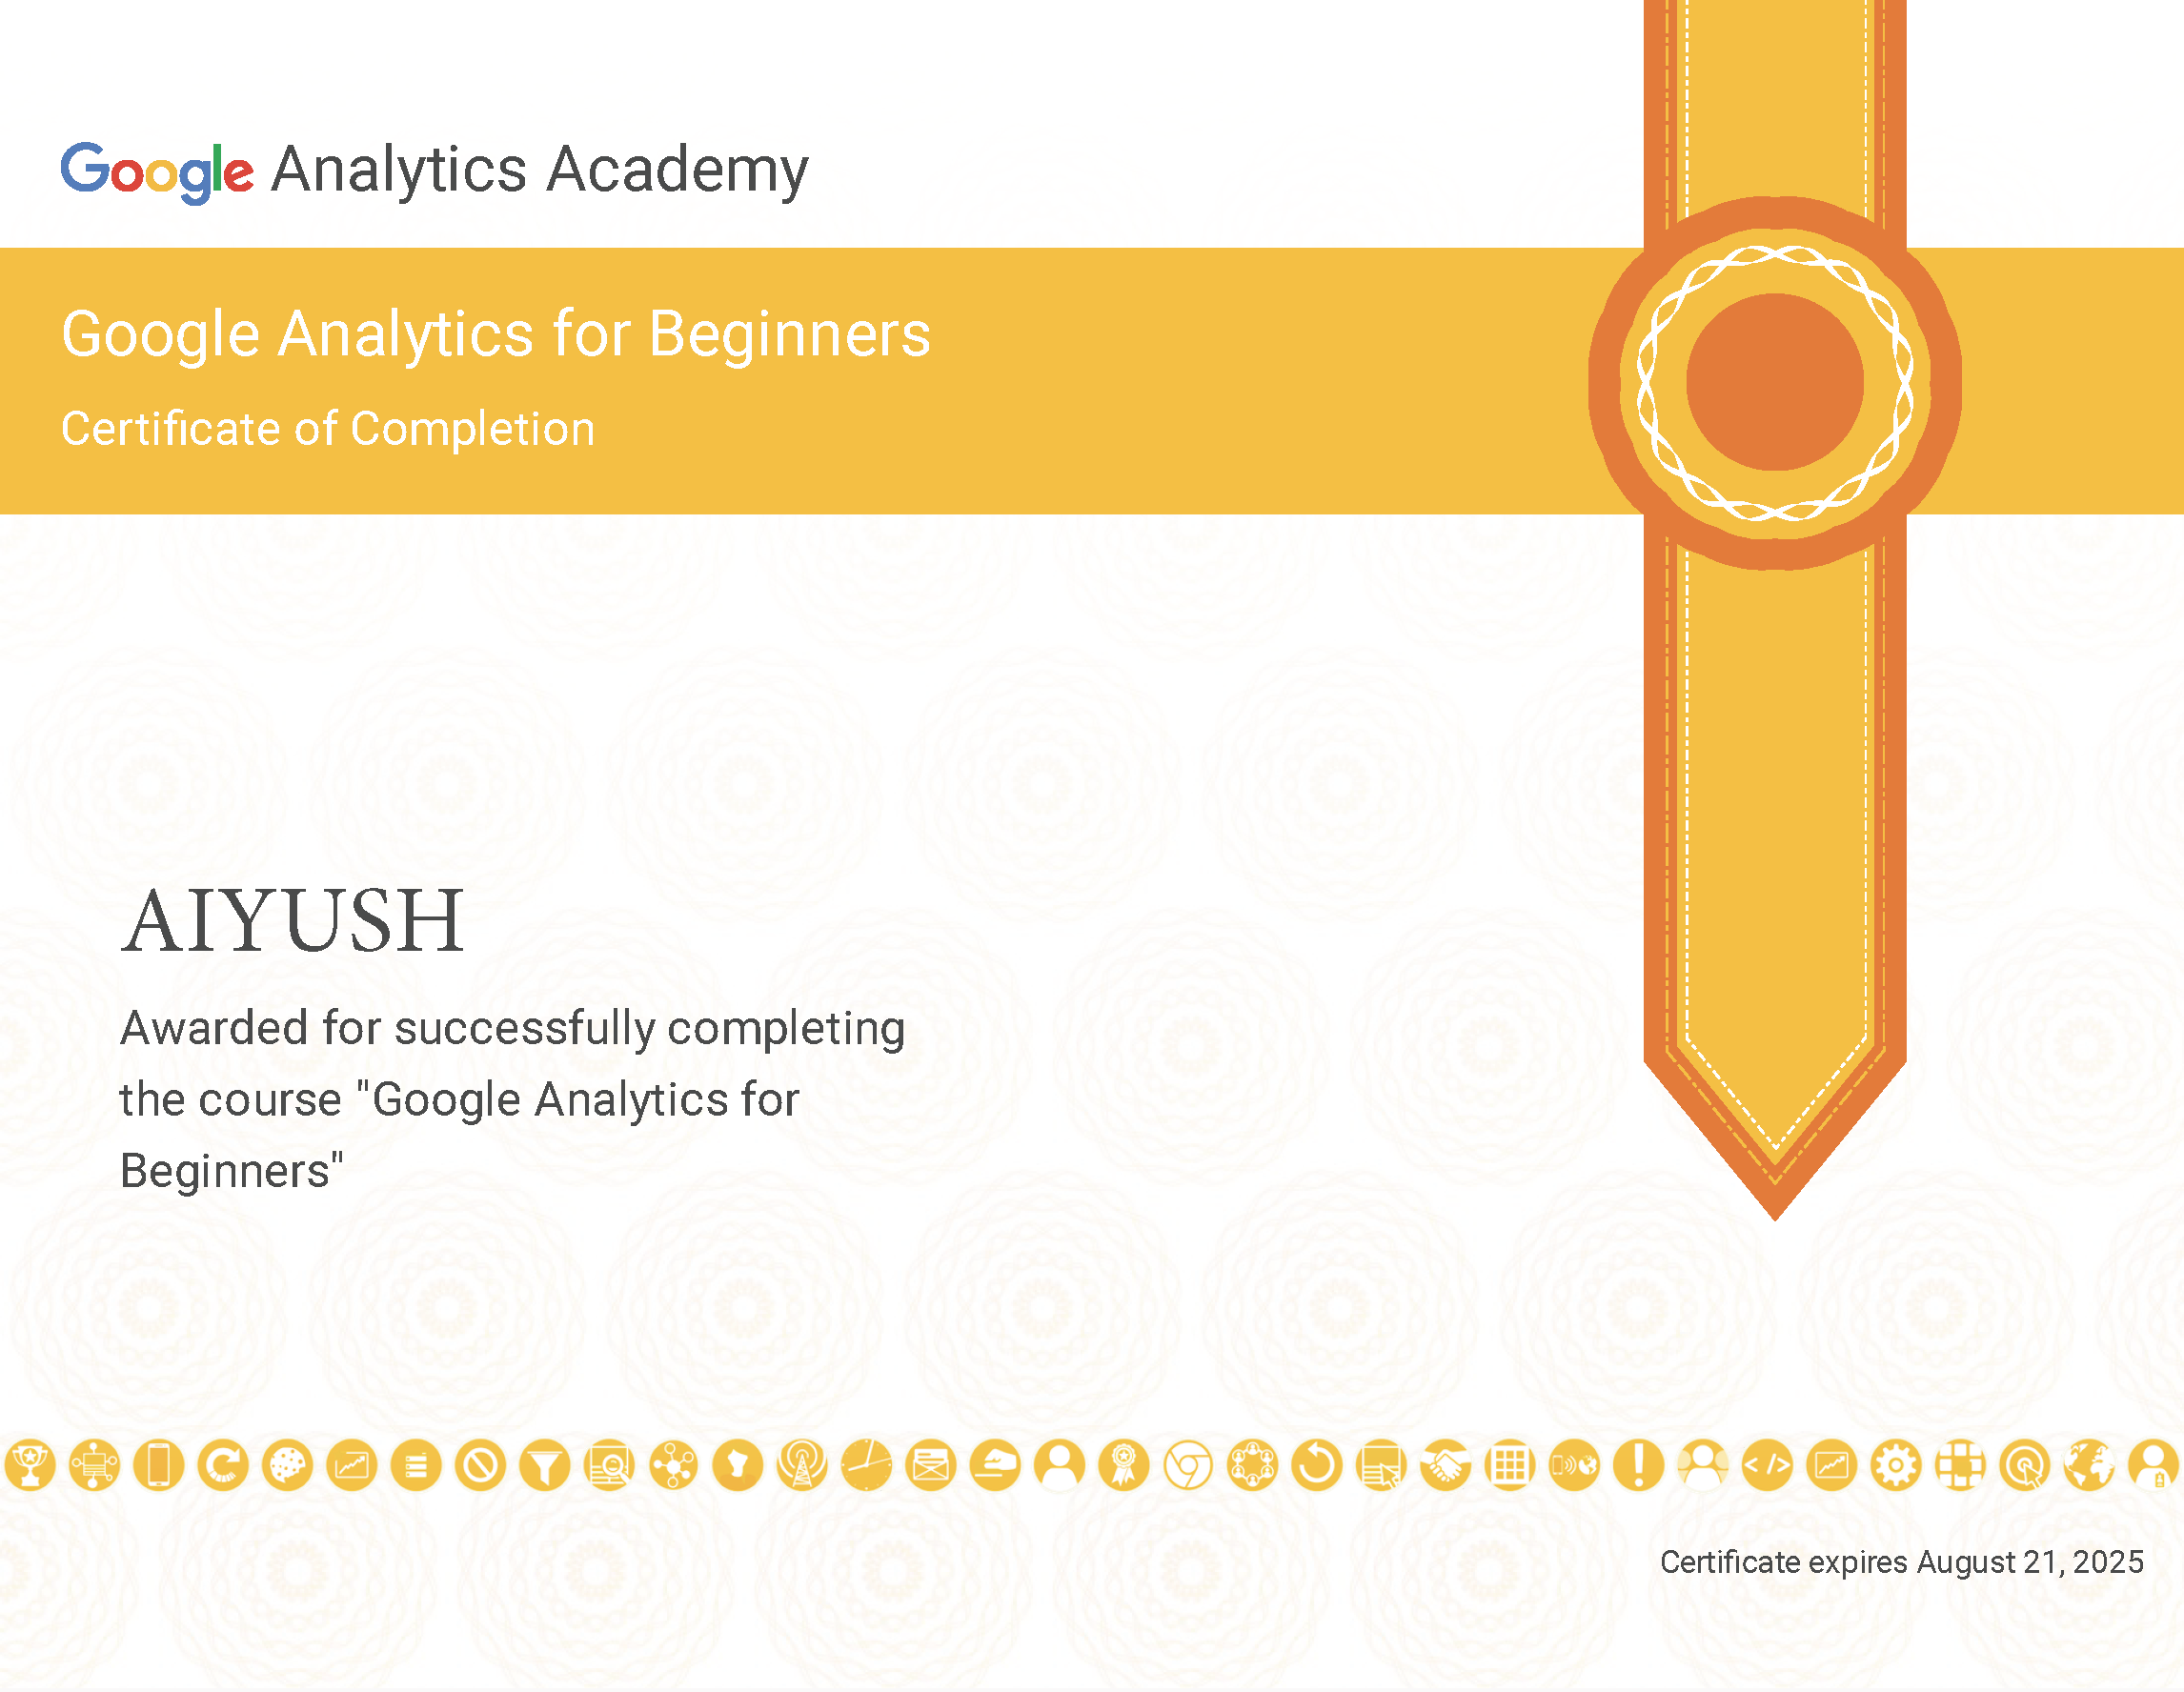 Google Analytics Academy
Google Analytics for Beginners
Certificate of Completion
AIYUSH
Awarded for successfully completing
the course "Google Analytics for
Beginners"
Certificate expires August 21, 2025